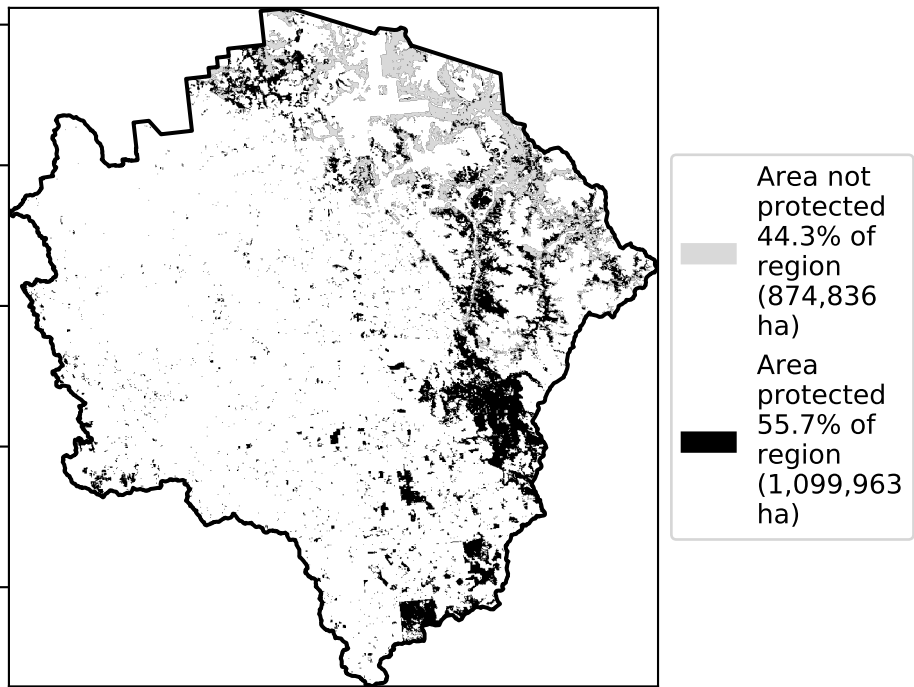 Area not
protected
44.3% of
region
(874,836
ha)
Area
protected
55.7% of
region
(1,099,963
ha)